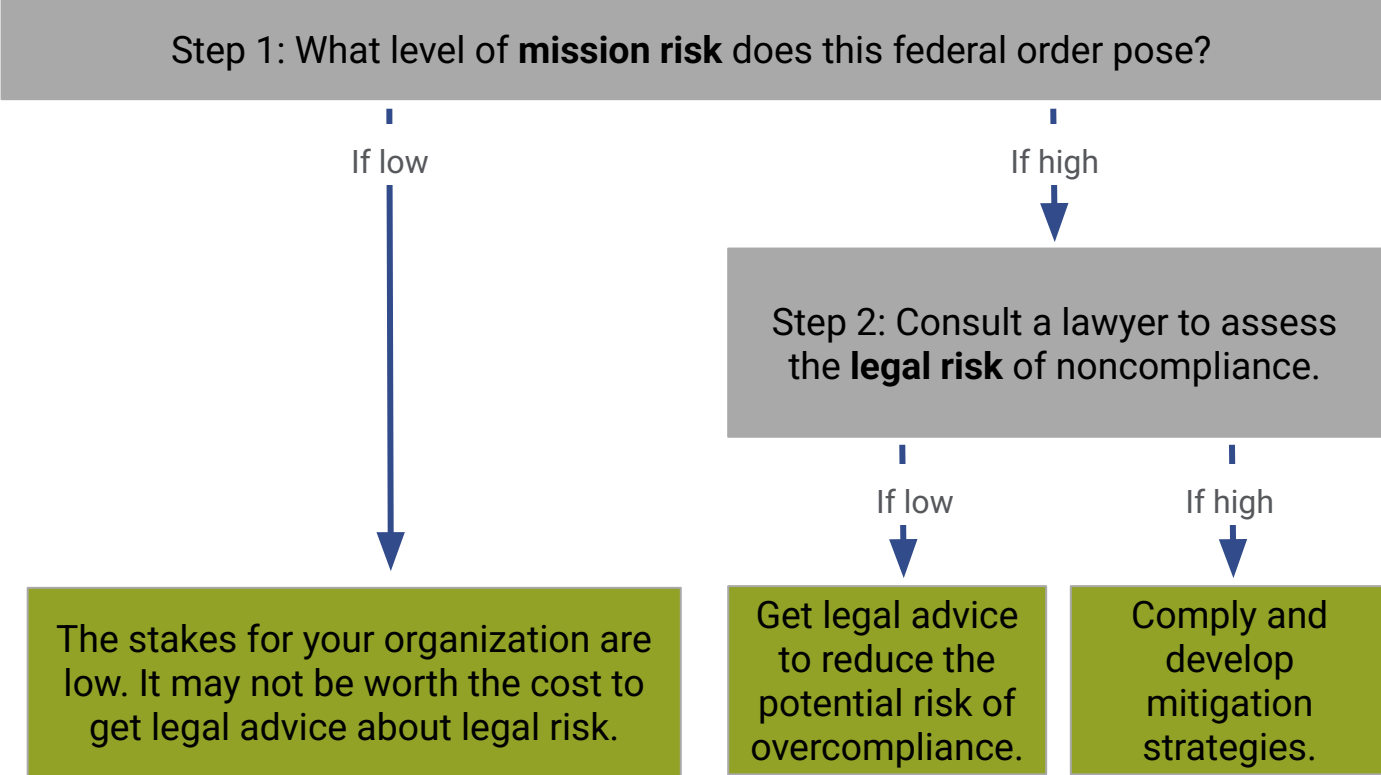 Step 1: What level of mission risk does this federal order pose?
If low
If high
Step 2: Consult a lawyer to assess
the legal risk of noncompliance.
If low
If high
The stakes for your organization are
low. It may not be worth the cost to
get legal advice about legal risk.
Get legal advice
to reduce the
potential risk of
overcompliance.
Comply and
develop
mitigation
strategies.